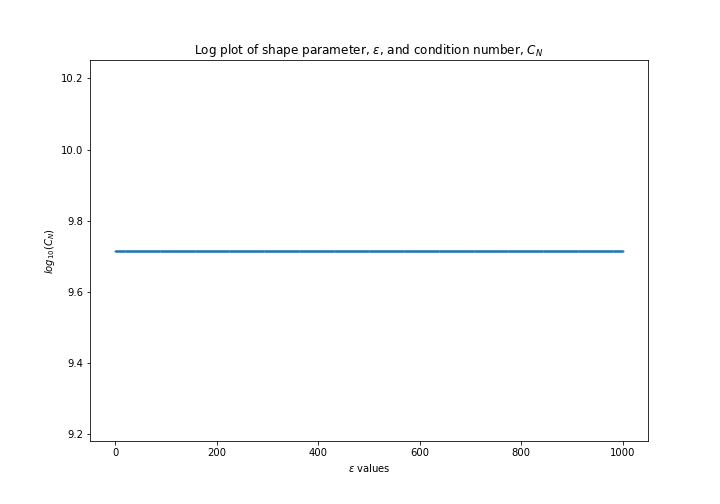 Log plot of shape parameter, ε, and condition number, C_N
10.2
10.0
9.8
9.6
9.4
9.2
log₁₀(C_N)
0 200 400 600 800 1000
ε values